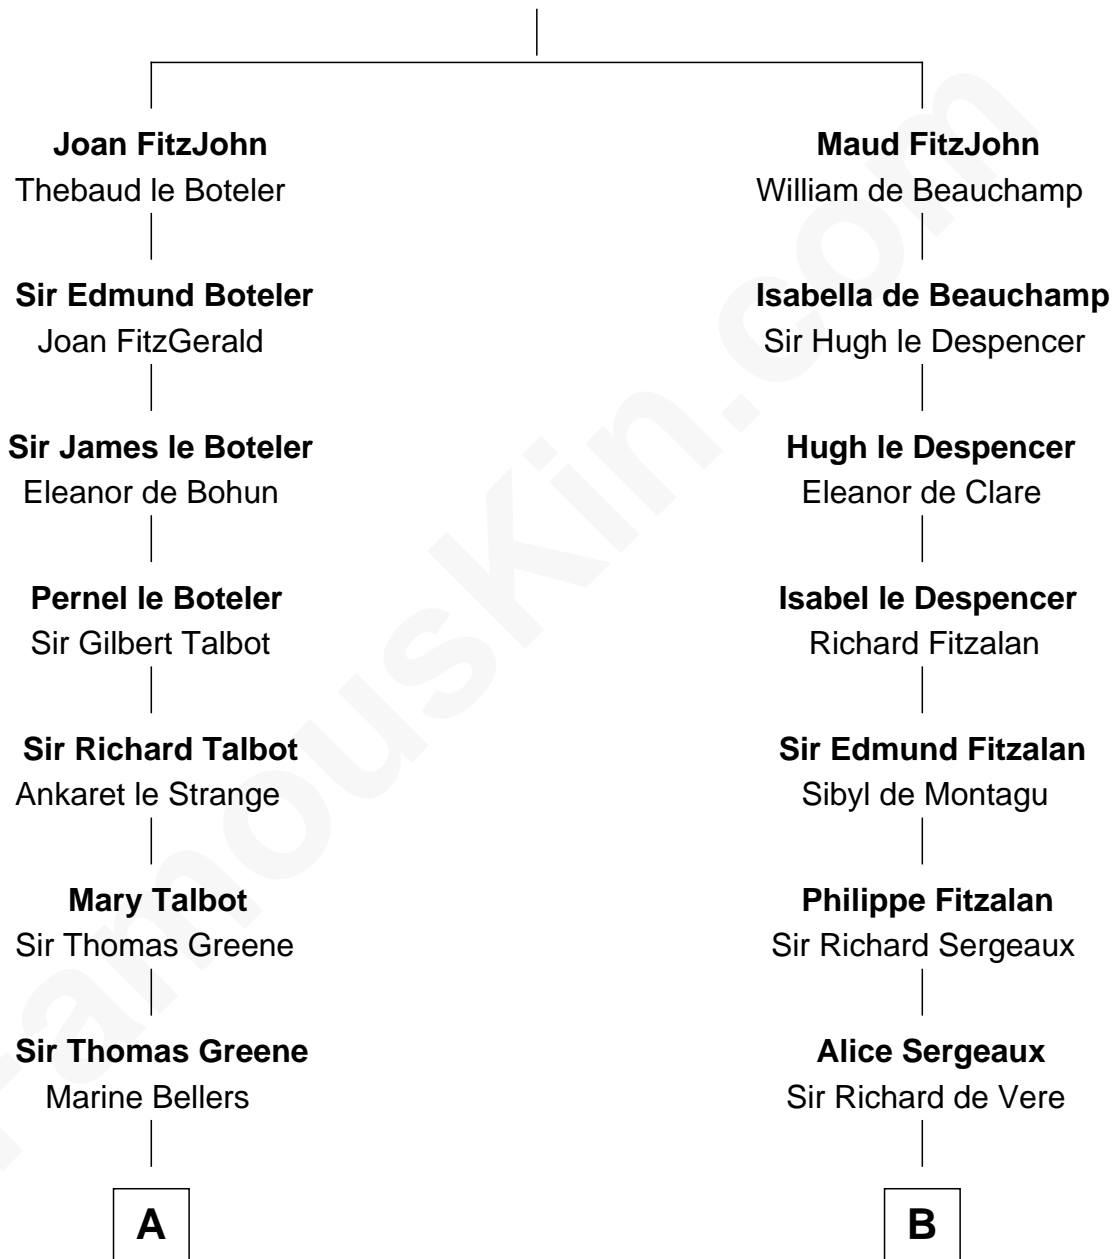 Joan FitzJohn
Thebaud le Boteler
Sir Edmund Boteler
Joan FitzGerald
Sir James le Boteler
Eleanor de Bohun
Pernel le Boteler
Sir Gilbert Talbot
Sir Richard Talbot
Ankaret le Strange
Mary Talbot
Sir Thomas Greene
Sir Thomas Greene
Marine Bellers
A
Maud FitzJohn
William de Beauchamp
Isabella de Beauchamp
Sir Hugh le Despencer
Hugh le Despencer
Eleanor de Clare
Isabel le Despencer
Richard Fitzalan
Sir Edmund Fitzalan
Sibyl de Montagu
Philippe Fitzalan
Sir Richard Sergeaux
Alice Sergeaux
Sir Richard de Vere
B
FamousKin.com